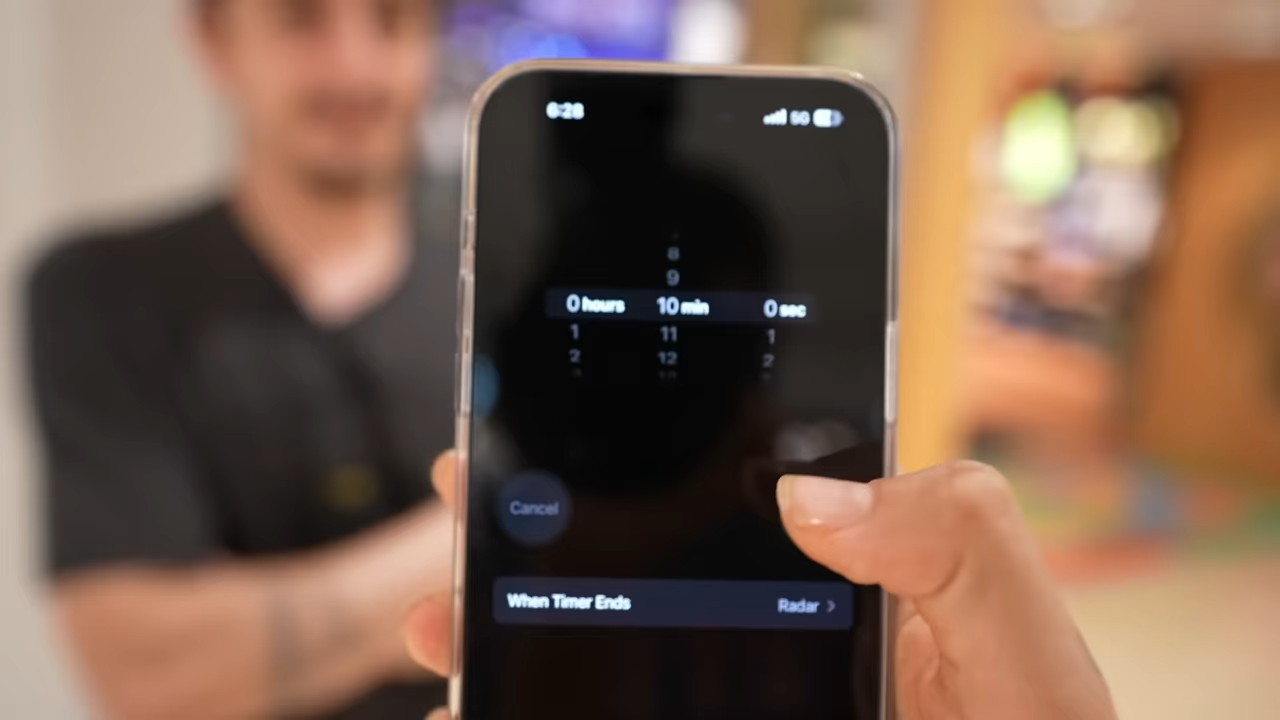 6:28 5G
8
9
0 hours 10 min 0 sec
1 11 1
2 12 2
Cancel
When Timer Ends Radar >